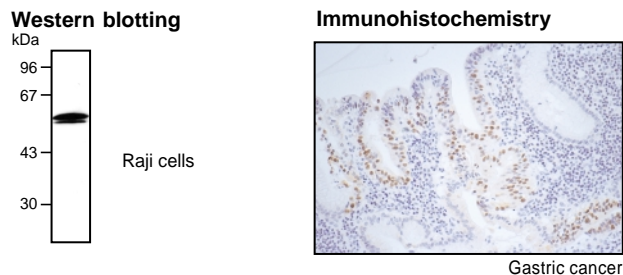 Western blotting
kDa
96
67
43
30
Raji cells
Immunohistochemistry
Gastric cancer